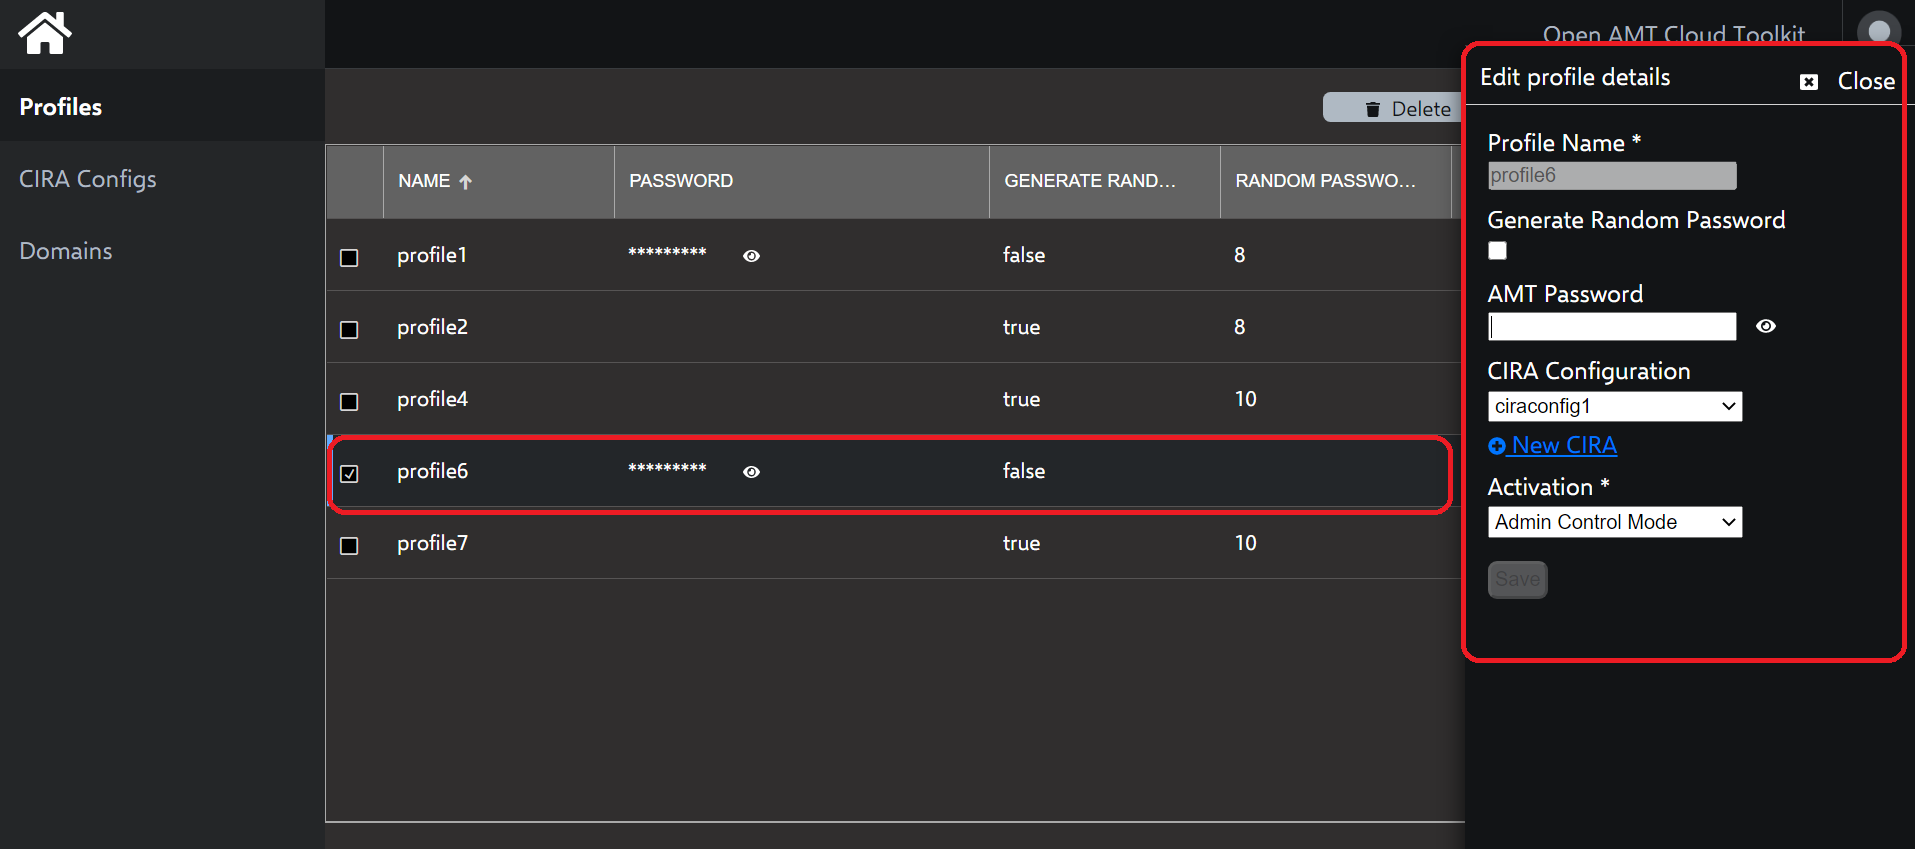 Open AMT Cloud Toolkit
Profiles
CIRA Configs
Domains
Delete
NAME PASSWORD GENERATE RAND... RANDOM PASSWO...
profile1 ********* false 8
profile2 true 8
profile4 true 10
profile6 ********* false
profile7 true 10
Edit profile details Close
Profile Name *
profile6
Generate Random Password
AMT Password
CIRA Configuration
ciraconfig1
New CIRA
Activation *
Admin Control Mode
Save